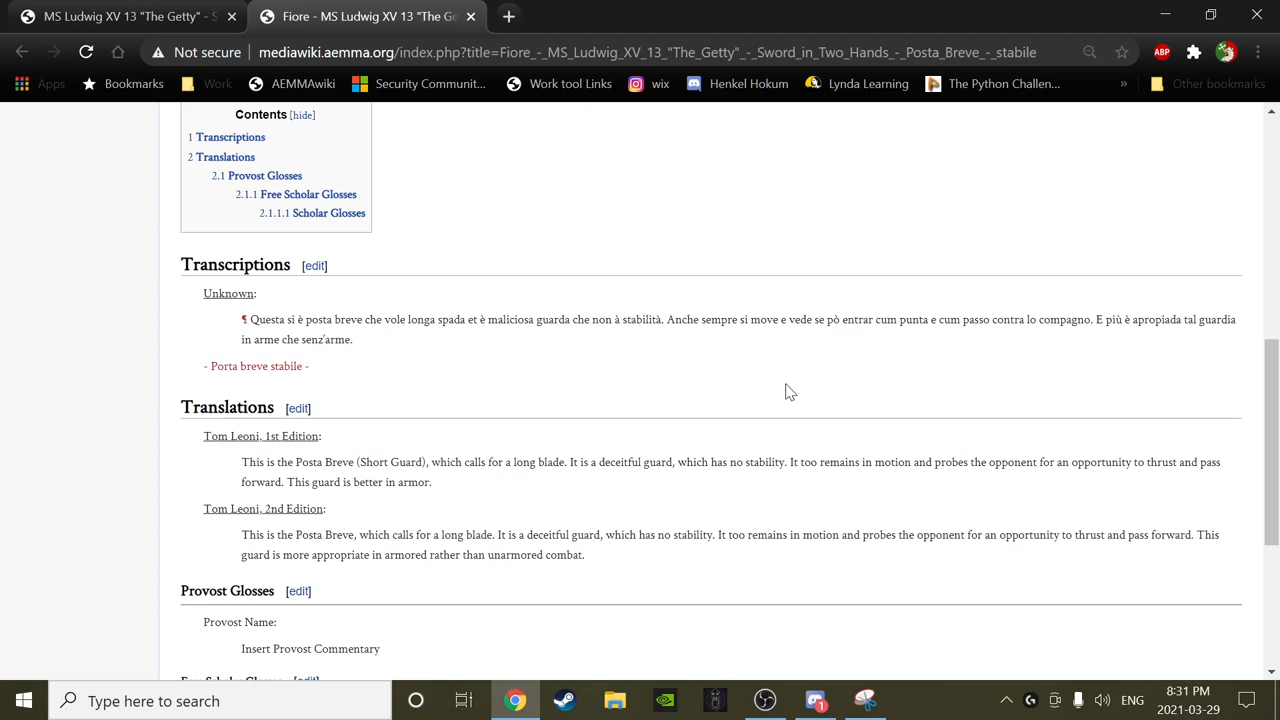 MS Ludwig XV 13 "The Getty" - S
Fiore - MS Ludwig XV 13 "The Ge
Not secure | mediawiki.aemma.org/index.php?title=Fiore_-_MS_Ludwig_XV_13_"The_Getty"_-_Sword_in_Two_Hands_-_Posta_Breve_-_stabile
ABP
Apps Bookmarks Work AEMMAwiki Security Communit... Work tool Links wix Henkel Hokum Lynda Learning The Python Challen... » Other bookmarks
Contents [hide]
1 Transcriptions
2 Translations
2.1 Provost Glosses
2.1.1 Free Scholar Glosses
2.1.1.1 Scholar Glosses
Transcriptions [edit]
Unknown:
¶ Questa si è posta breve che vole longa spada et è maliciosa guarda che non à stabilità. Anche sempre si move e vede se pò entrar cum punta e cum passo contra lo compagno. E più è apropiada tal guardia
in arme che senz'arme.
- Porta breve stabile -
Translations [edit]
Tom Leoni, 1st Edition:
This is the Posta Breve (Short Guard), which calls for a long blade. It is a deceitful guard, which has no stability. It too remains in motion and probes the opponent for an opportunity to thrust and pass
forward. This guard is better in armor.
Tom Leoni, 2nd Edition:
This is the Posta Breve, which calls for a long blade. It is a deceitful guard, which has no stability. It too remains in motion and probes the opponent for an opportunity to thrust and pass forward. This
guard is more appropriate in armored rather than unarmored combat.
Provost Glosses [edit]
Provost Name:
Insert Provost Commentary
Free Scholar Glosses [edit]
Type here to search
1
ENG
8:31 PM
2021-03-29